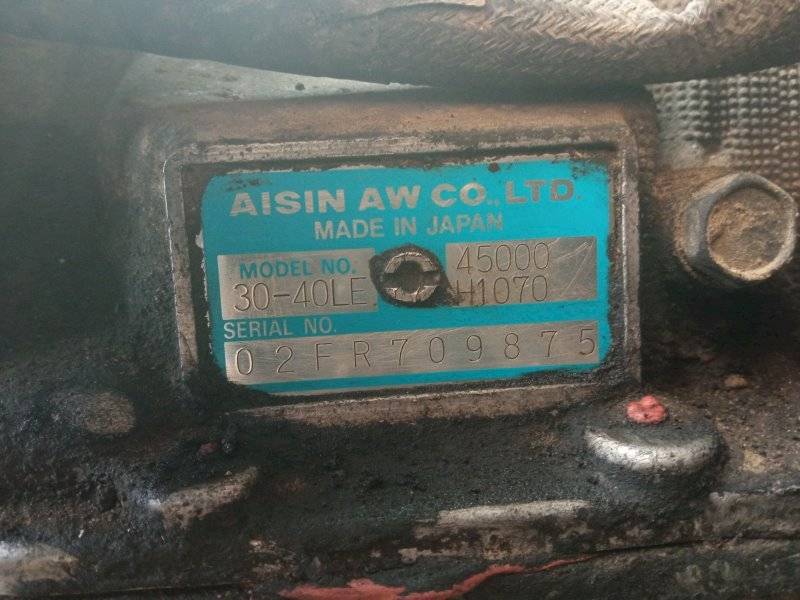 AISIN AW CO., LTD.
MADE IN JAPAN
MODEL NO. 45000
30-40LE H1070
SERIAL NO.
02FR709875